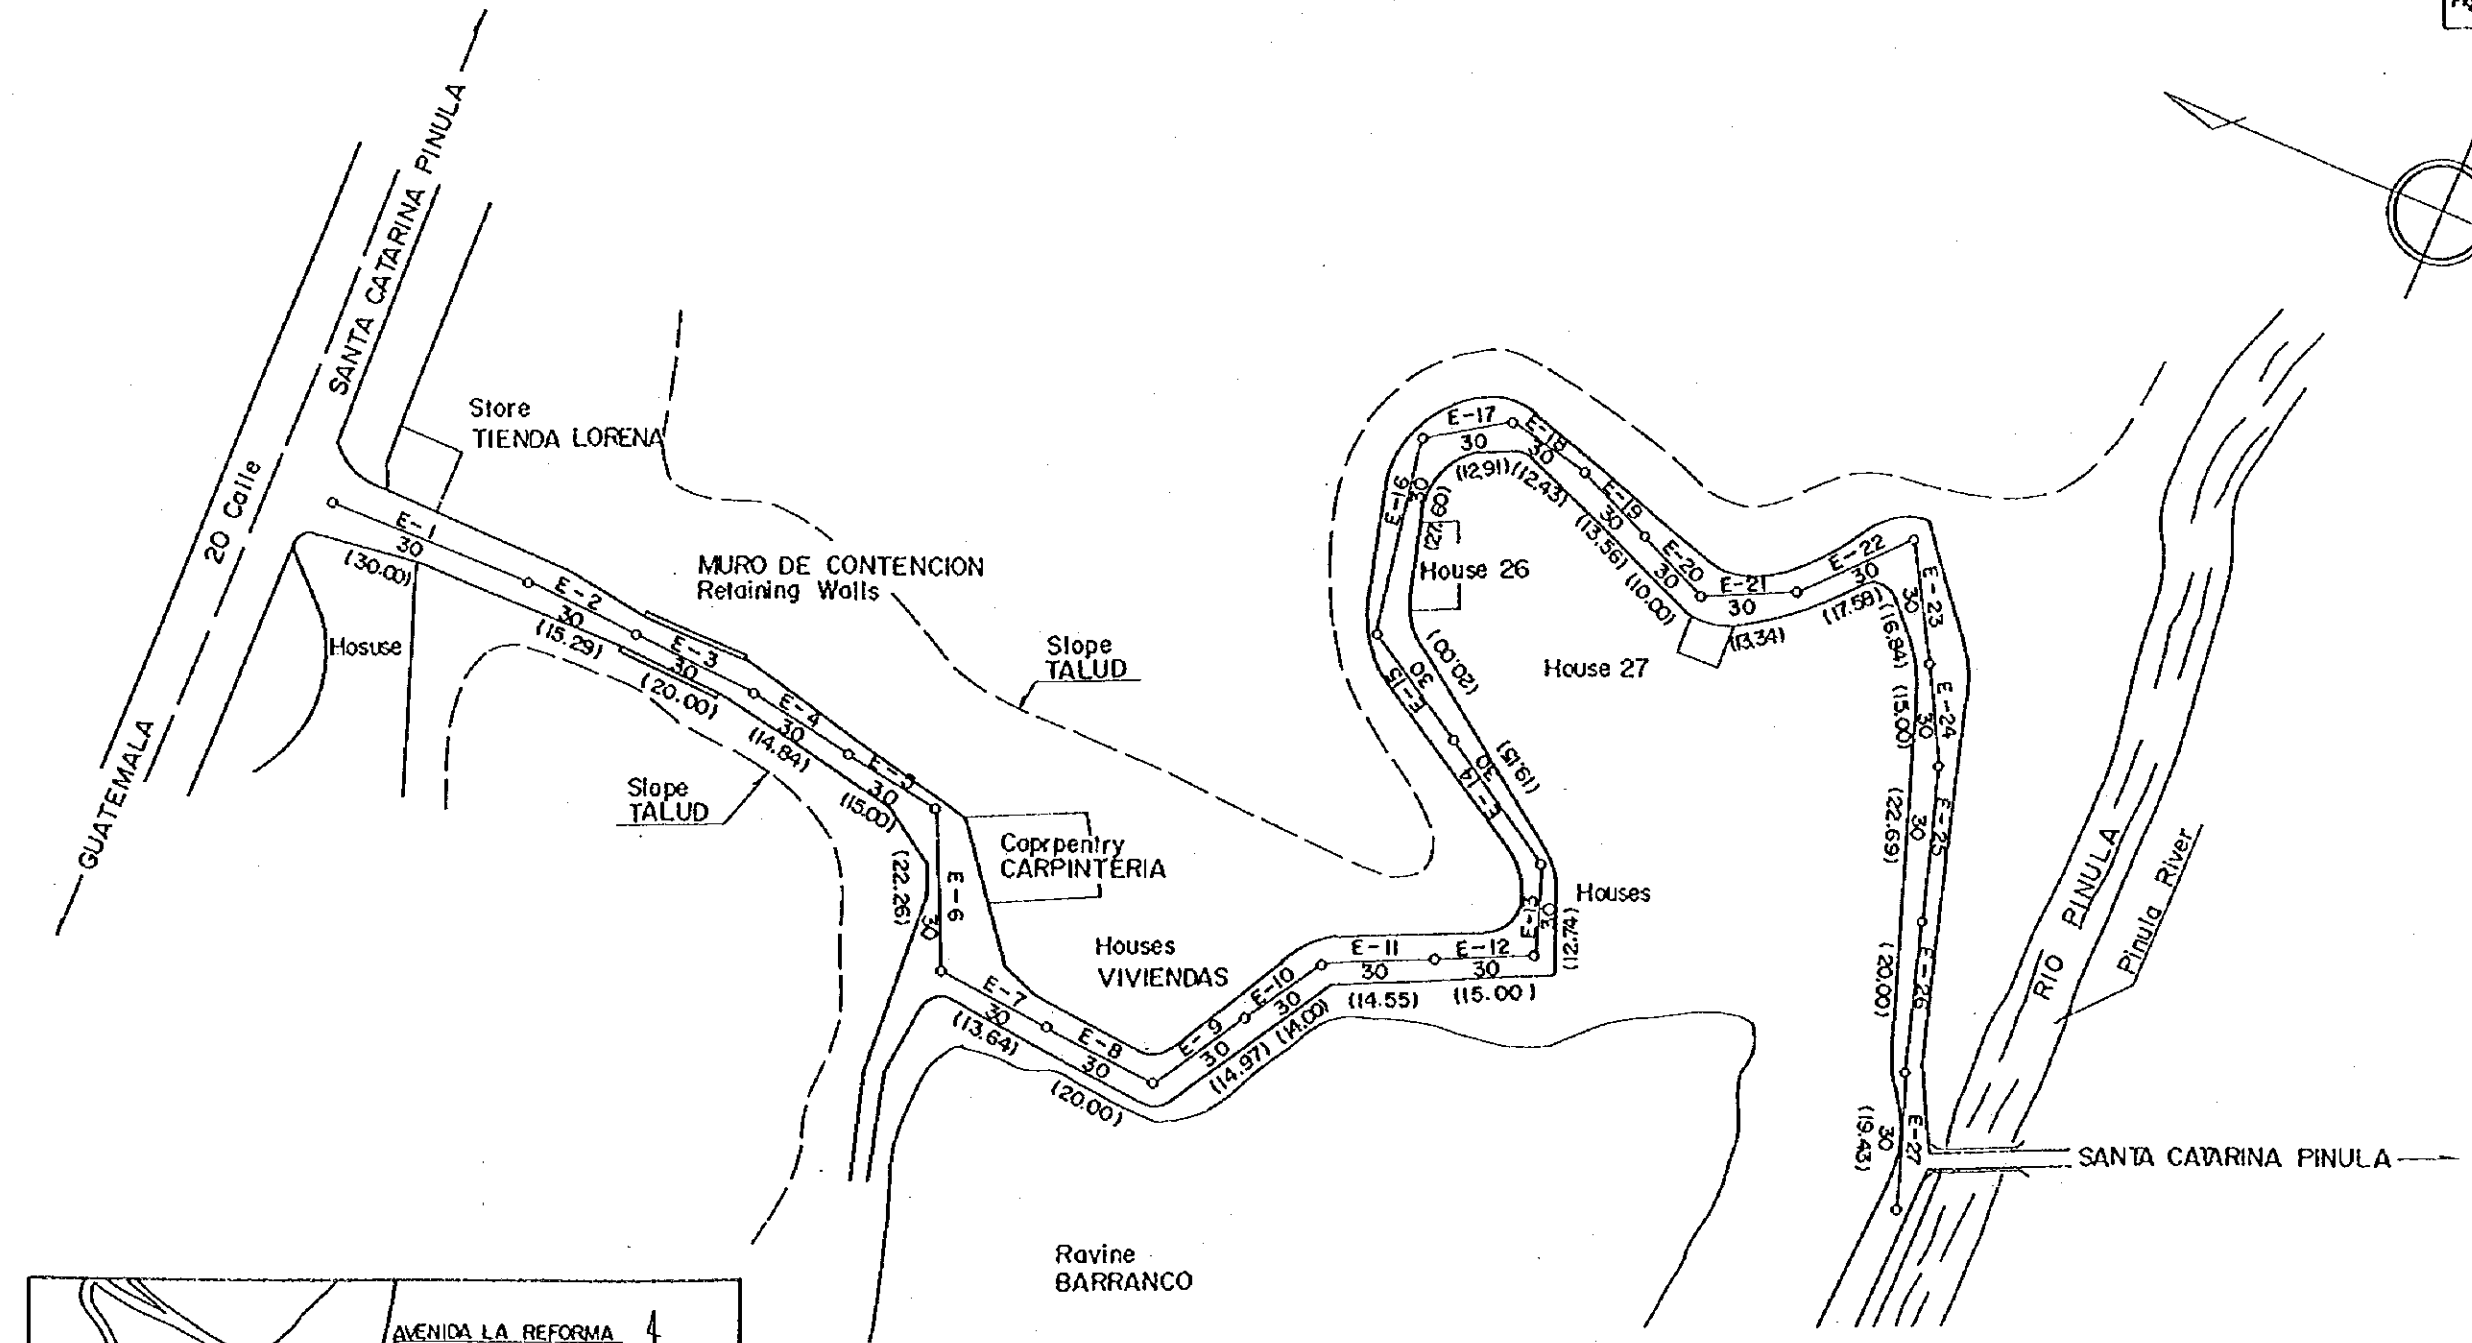 SANTA CATARINA PINULA
20 Calle
GUATEMALA
Store
TIENDA LORENA
Hosuse
MURO DE CONTENCION
Retaining Walls
Slope
TALUD
Slope
TALUD
Coprpentry
CARPINTERIA
Houses
VIVIENDAS
Ravine
BARRANCO
House 26
House 27
Houses
RIO PINULA
Pinula River
SANTA CATARINA PINULA
AVENIDA LA REFORMA 4
E-1
30
(30.00)
E-2
30
(15.29)
E-3
30
(20.00)
E-4
30
(14.84)
E-5
30
(15.00)
E-6
30
(22.26)
E-7
30
(13.64)
E-8
30
(20.00)
E-9
30
(14.97)
E-10
30
(14.00)
E-11
30
(14.55)
E-12
30
(15.00)
E-13
30
(12.74)
E-14
30
(19.15)
E-15
30
(20.00)
E-16
30
(27.09)
E-17
30
(12.91)
E-18
30
(12.43)
E-19
30
(13.56)
E-20
30
(10.00)
E-21
30
(13.34)
E-22
30
(17.58)
E-23
30
(16.84)
E-24
30
(15.00)
E-25
30
(22.69)
E-26
(20.00)
E-27
30
(19.43)